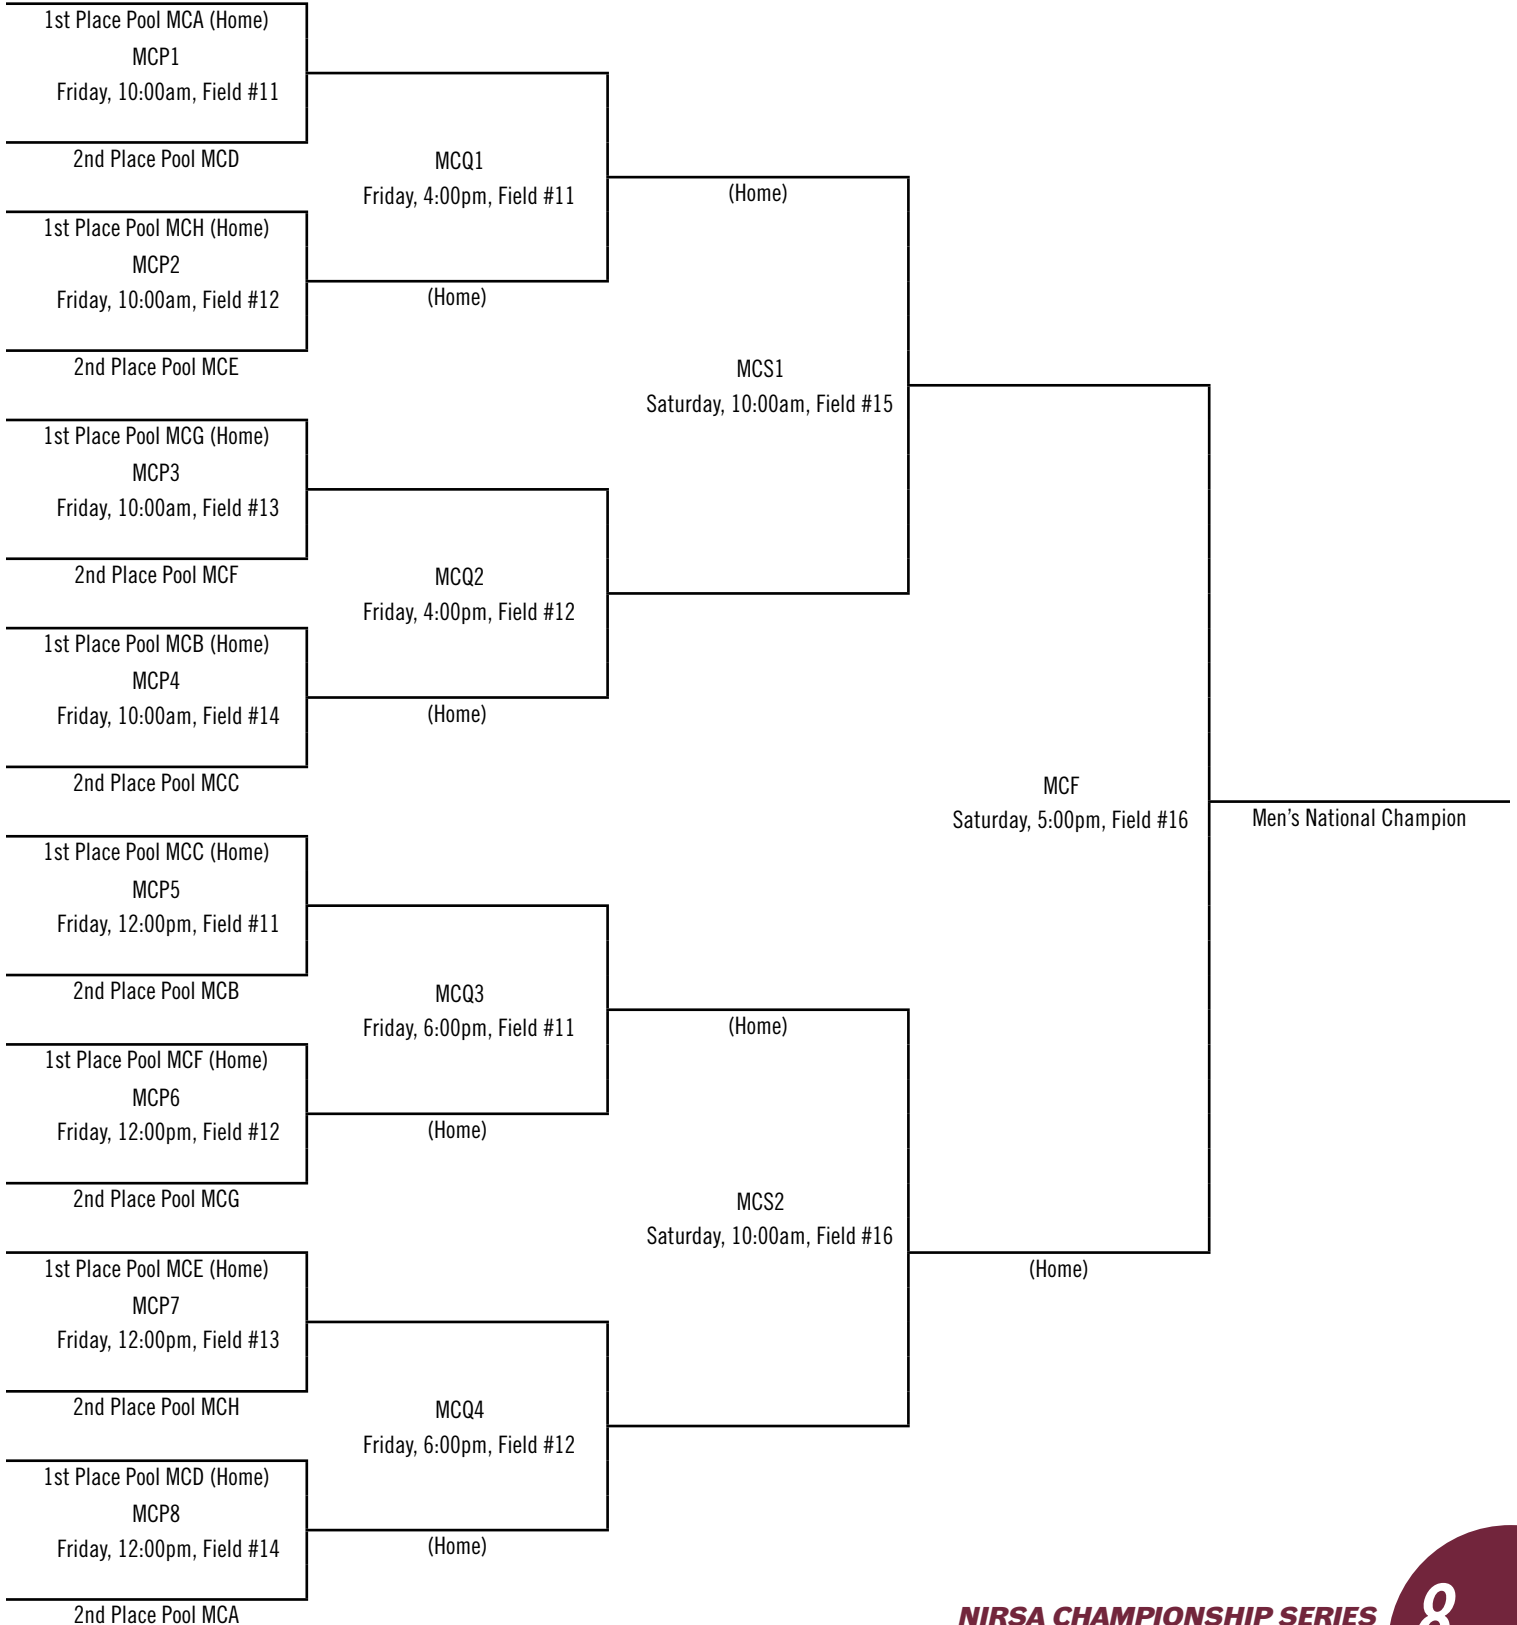 1st Place Pool MCA (Home)
MCP1
Friday, 10:00am, Field #11
2nd Place Pool MCD
1st Place Pool MCH (Home)
MCP2
Friday, 10:00am, Field #12
2nd Place Pool MCE
1st Place Pool MCG (Home)
MCP3
Friday, 10:00am, Field #13
2nd Place Pool MCF
1st Place Pool MCB (Home)
MCP4
Friday, 10:00am, Field #14
2nd Place Pool MCC
1st Place Pool MCC (Home)
MCP5
Friday, 12:00pm, Field #11
2nd Place Pool MCB
1st Place Pool MCF (Home)
MCP6
Friday, 12:00pm, Field #12
2nd Place Pool MCG
1st Place Pool MCE (Home)
MCP7
Friday, 12:00pm, Field #13
2nd Place Pool MCH
1st Place Pool MCD (Home)
MCP8
Friday, 12:00pm, Field #14
2nd Place Pool MCA
MCQ1
Friday, 4:00pm, Field #11
(Home)
MCQ2
Friday, 4:00pm, Field #12
(Home)
MCQ3
Friday, 6:00pm, Field #11
(Home)
MCQ4
Friday, 6:00pm, Field #12
(Home)
(Home)
MCS1
Saturday, 10:00am, Field #15
(Home)
MCS2
Saturday, 10:00am, Field #16
MCF
Saturday, 5:00pm, Field #16
(Home)
Men’s National Champion
NIRSA CHAMPIONSHIP SERIES
8